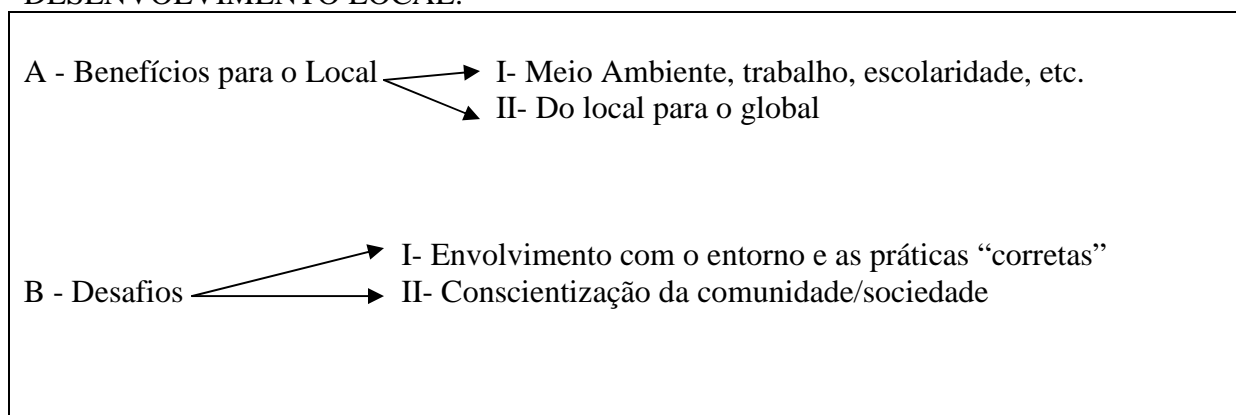 DESENVOLVIMENTO LOCAL:
A - Benefícios para o Local
I- Meio Ambiente, trabalho, escolaridade, etc.
II- Do local para o global
I- Envolvimento com o entorno e as práticas “corretas”
B - Desafios
II- Conscientização da comunidade/sociedade